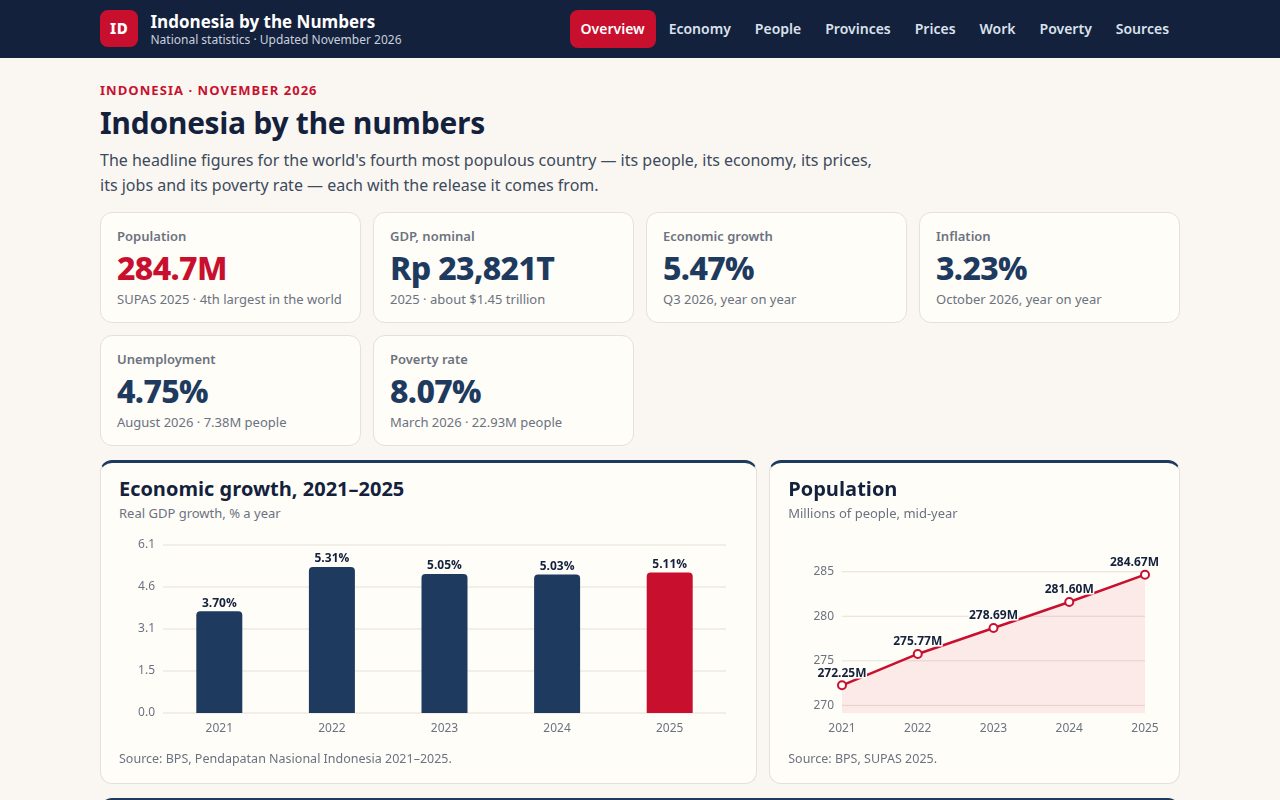 ID
Indonesia by the Numbers
National statistics · Updated November 2026
Overview
Economy
People
Provinces
Prices
Work
Poverty
Sources
INDONESIA · NOVEMBER 2026
Indonesia by the numbers
The headline figures for the world's fourth most populous country — its people, its economy, its prices,
its jobs and its poverty rate — each with the release it comes from.
Population
284.7M
SUPAS 2025 · 4th largest in the world
GDP, nominal
Rp 23,821T
2025 · about $1.45 trillion
Economic growth
5.47%
Q3 2026, year on year
Inflation
3.23%
October 2026, year on year
Unemployment
4.75%
August 2026 · 7.38M people
Poverty rate
8.07%
March 2026 · 22.93M people
Economic growth, 2021–2025
Real GDP growth, % a year
6.1
4.6
3.1
1.5
0.0
3.70%
5.31%
5.05%
5.03%
5.11%
2021
2022
2023
2024
2025
Source: BPS, Pendapatan Nasional Indonesia 2021–2025.
Population
Millions of people, mid-year
285
280
275
270
272.25M
275.77M
278.69M
281.60M
284.67M
2021
2022
2023
2024
2025
Source: BPS, SUPAS 2025.